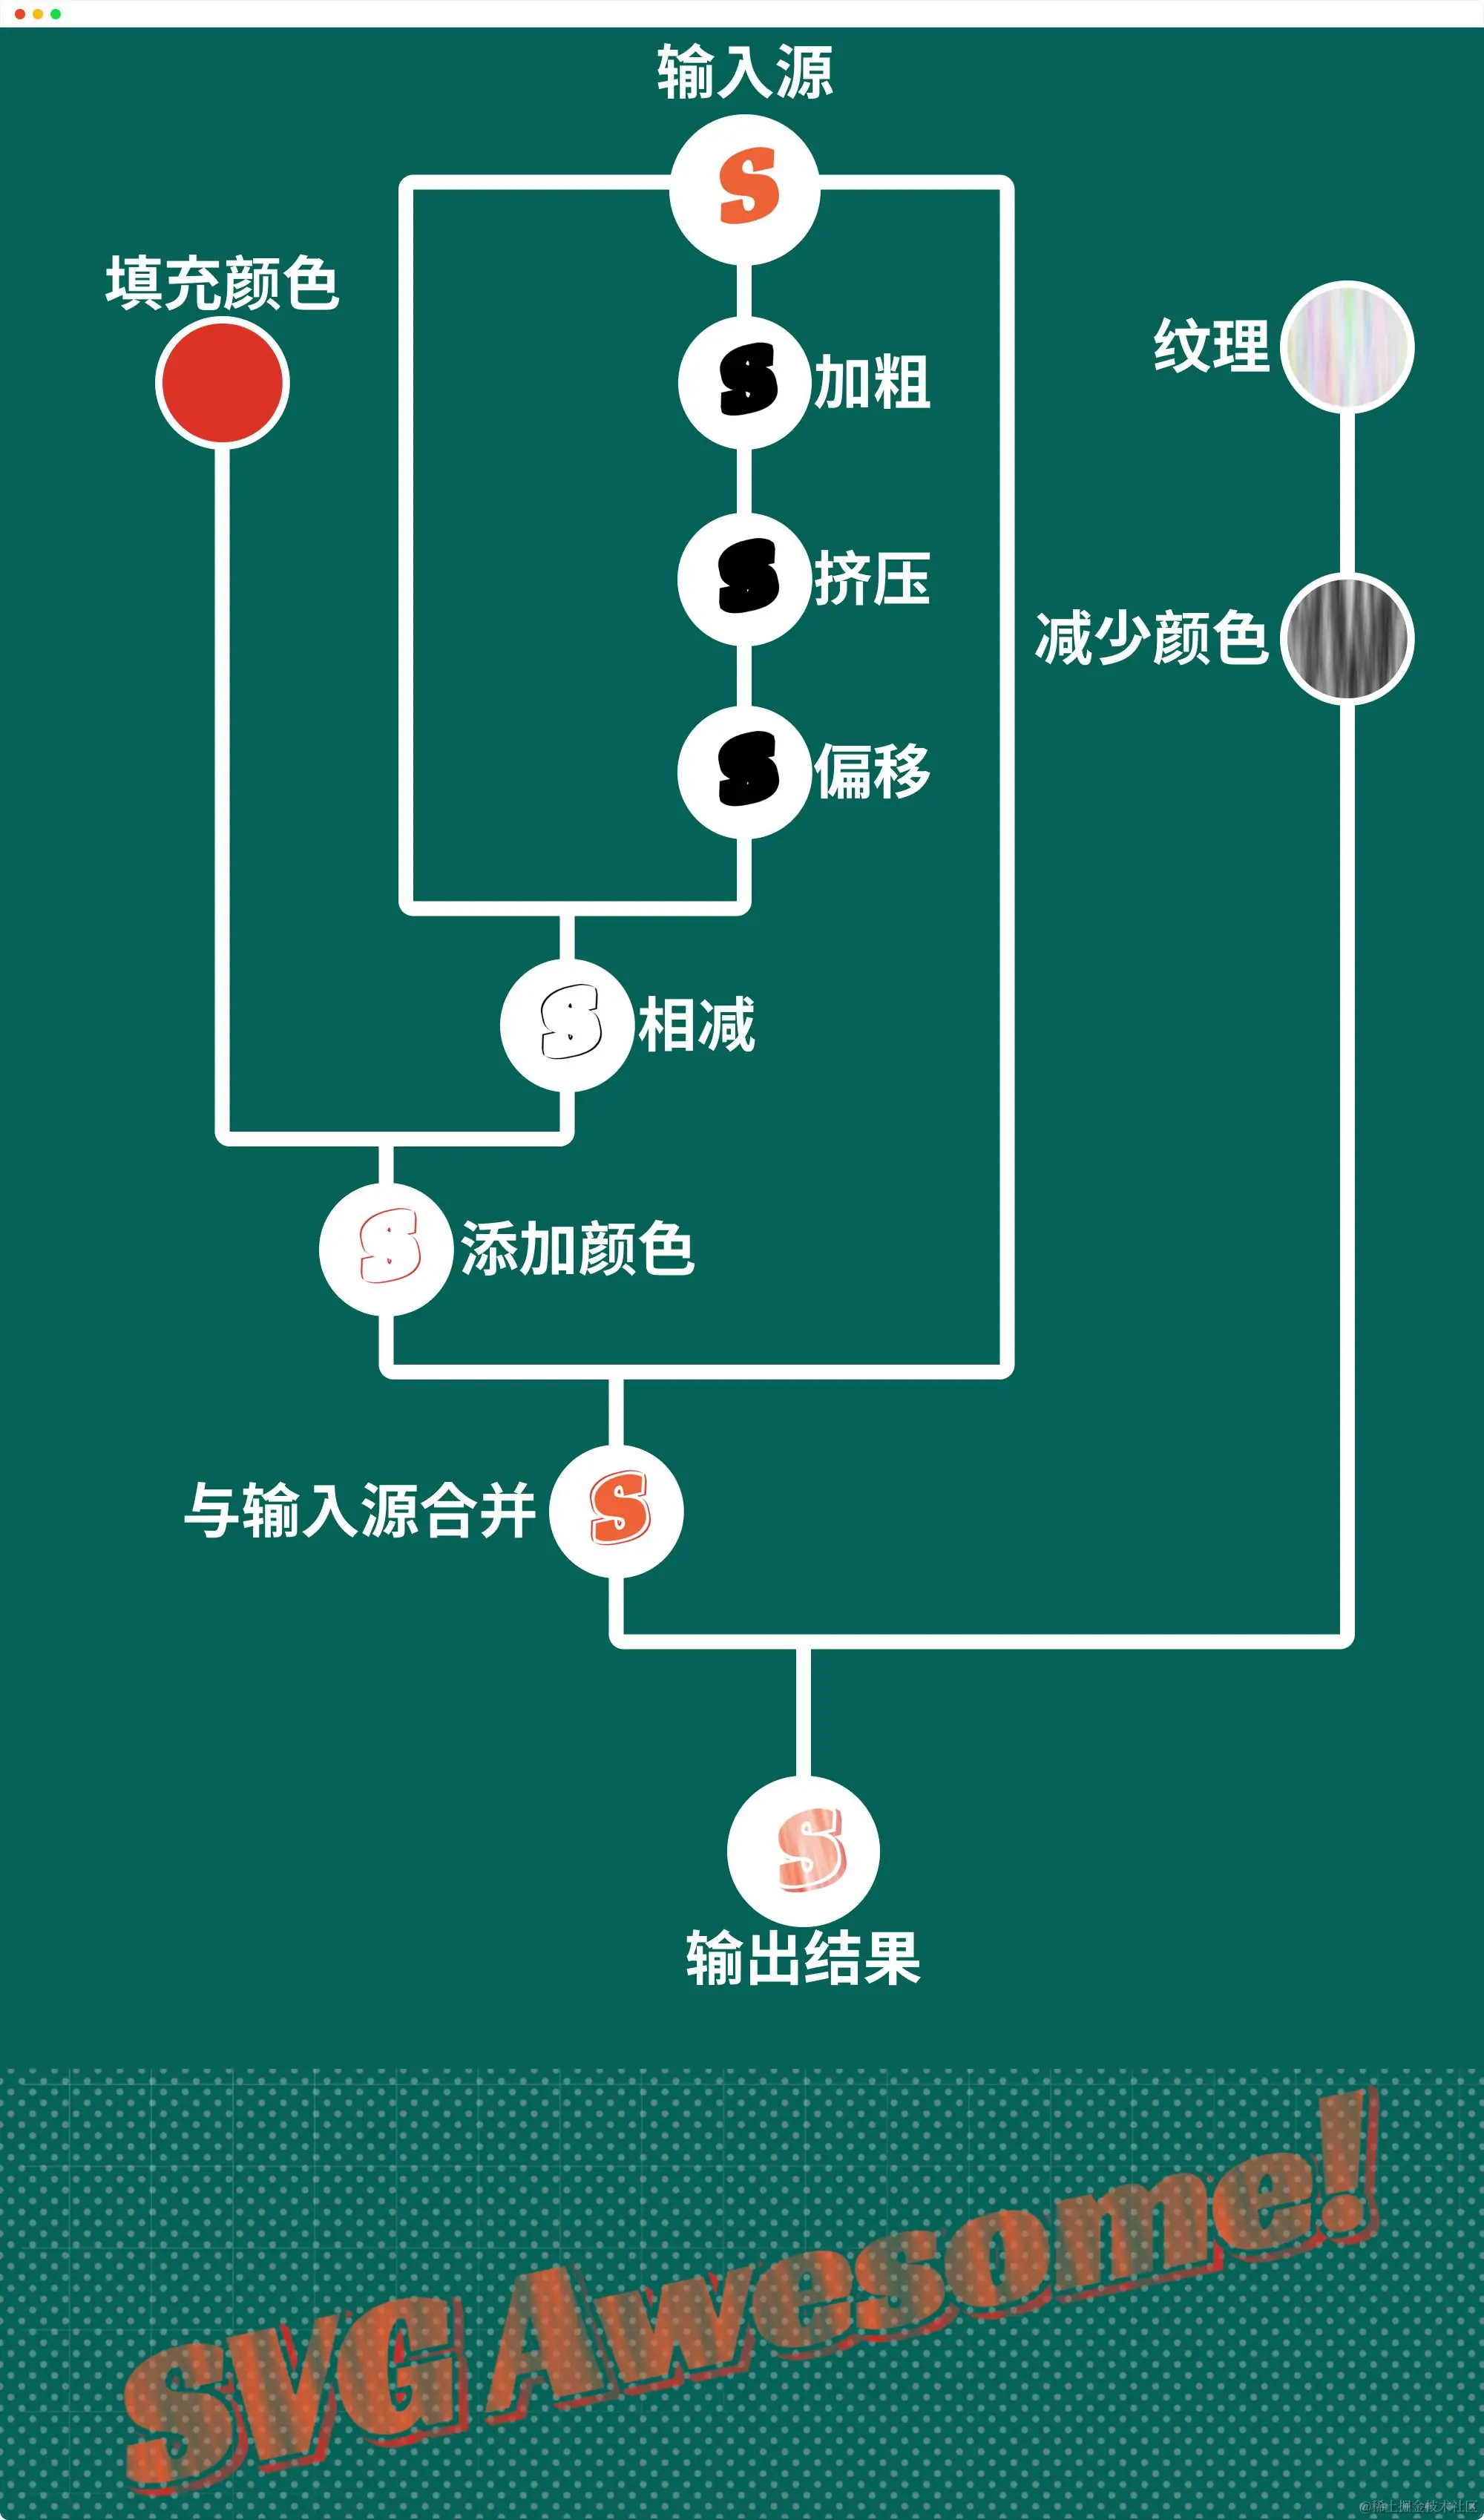 输入源
填充颜色
纹理
加粗
挤压
减少颜色
偏移
相减
添加颜色
与输入源合并
输出结果
SVG Awesome!
@稀土掘金技术社区